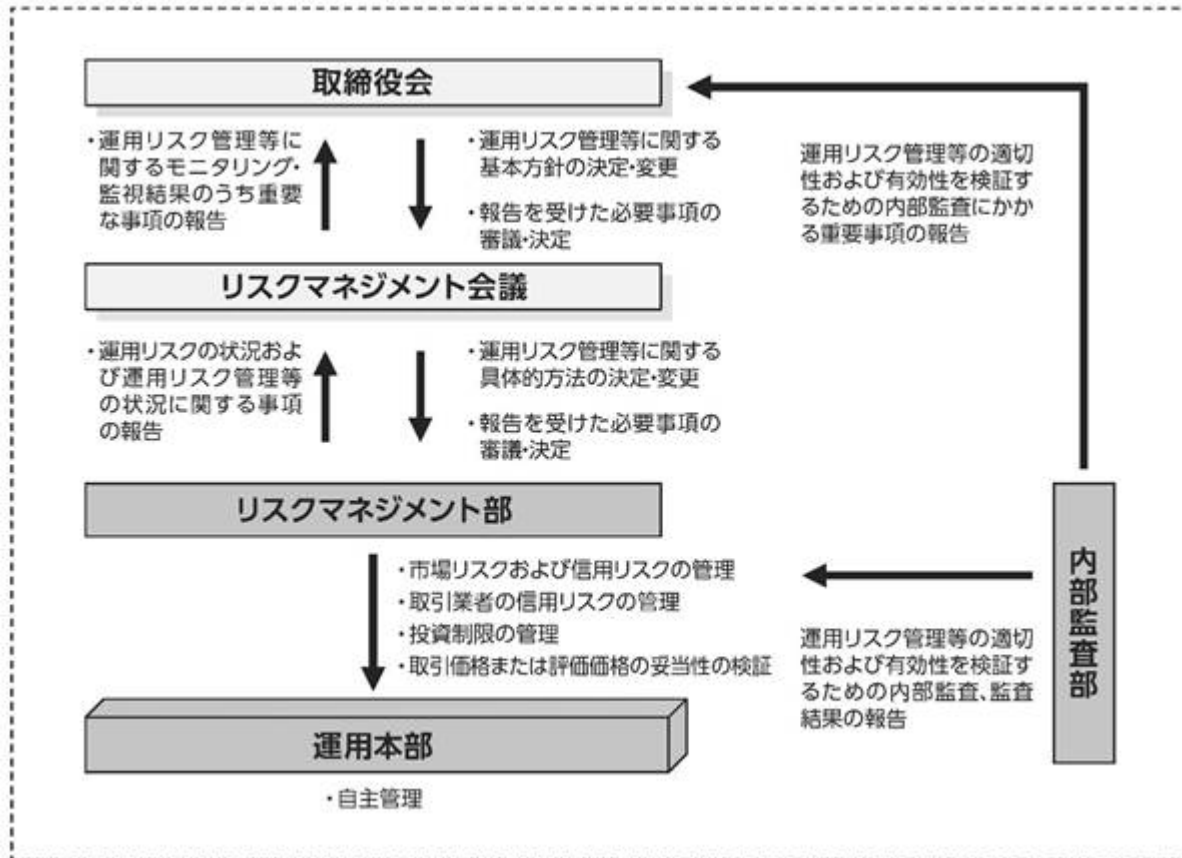 取締役会
・運用リスク管理等に
関するモニタリング・
監視結果のうち重要
な事項の報告
・運用リスク管理等に関する
基本方針の決定・変更
・報告を受けた必要事項の
審議・決定
運用リスク管理等の適切
性および有効性を検証す
るための内部監査にかか
る重要事項の報告
リスクマネジメント会議
・運用リスクの状況およ
び運用リスク管理等
の状況に関する事項
の報告
・運用リスク管理等に関する
具体的方法の決定・変更
・報告を受けた必要事項の
審議・決定
リスクマネジメント部
・市場リスクおよび信用リスクの管理
・取引業者の信用リスクの管理
・投資制限の管理
・取引価格または評価価格の妥当性の検証
運用リスク管理等の適切
性および有効性を検証す
るための内部監査、監査
結果の報告
内部監査部
運用本部
・自主管理